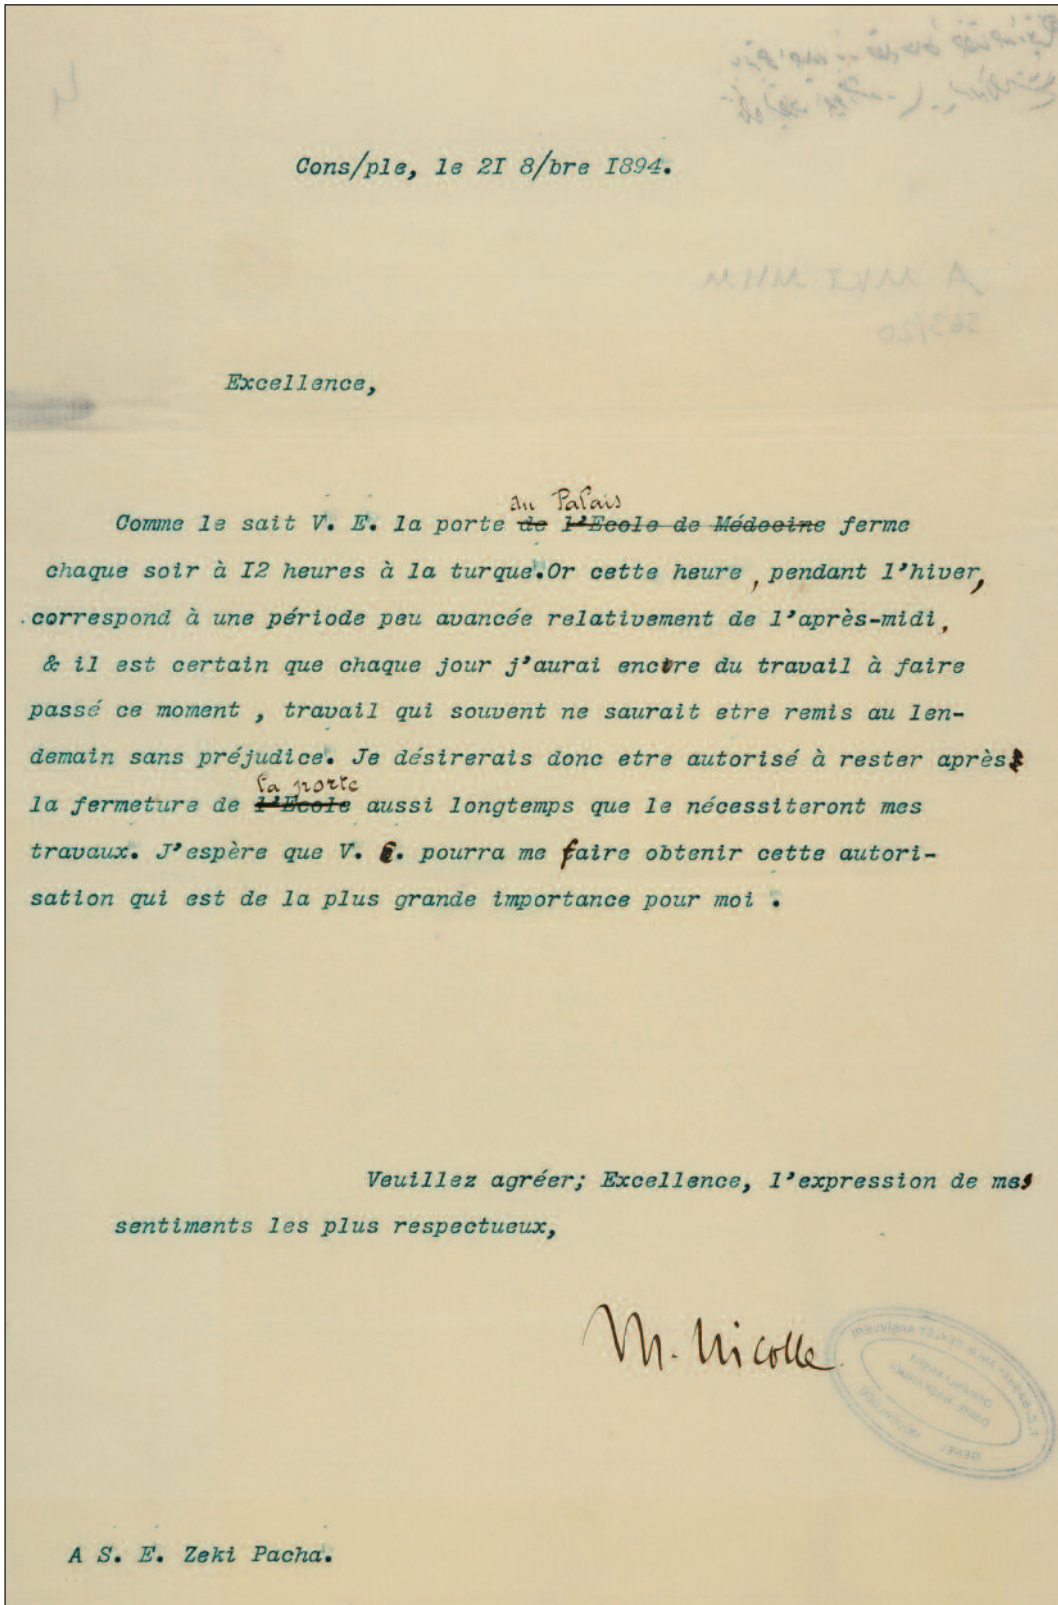 Cons/ple, le 2I 8/bre I894.
A MKT MHM
563/20
Excellence,
du Palais
Comme le sait V. E. la porte de l'Ecole de Médecine ferme
chaque soir à I2 heures à la turque.Or cette heure, pendant l'hiver,
correspond à une période peu avancée relativement de l'après-midi,
& il est certain que chaque jour j'aurai encore du travail à faire
passé ce moment , travail qui souvent ne saurait etre remis au len-
demain sans préjudice. Je désirerais donc etre autorisé à rester après
la porte
la fermeture de l'Ecole aussi longtemps que le nécessiteront mes
travaux. J'espère que V. E. pourra me faire obtenir cette autori-
sation qui est de la plus grande importance pour moi .
Veuillez agréer; Excellence, l'expression de mes
sentiments les plus respectueux,
M. Nicolle
A S. E. Zeki Pacha.